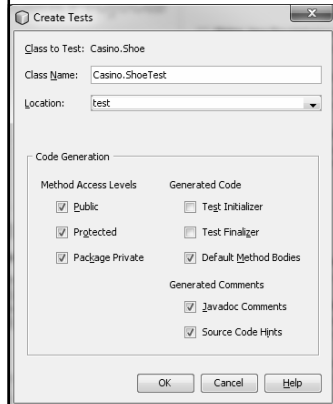 Create Tests
Class to Test: Casino.Shoe
Class Name: Casino.ShoeTest
Location: test
Code Generation
Method Access Levels
Public
Protected
Package Private
Generated Code
Test Initializer
Test Finalizer
Default Method Bodies
Generated Comments
Javadoc Comments
Source Code Hints
OK Cancel Help